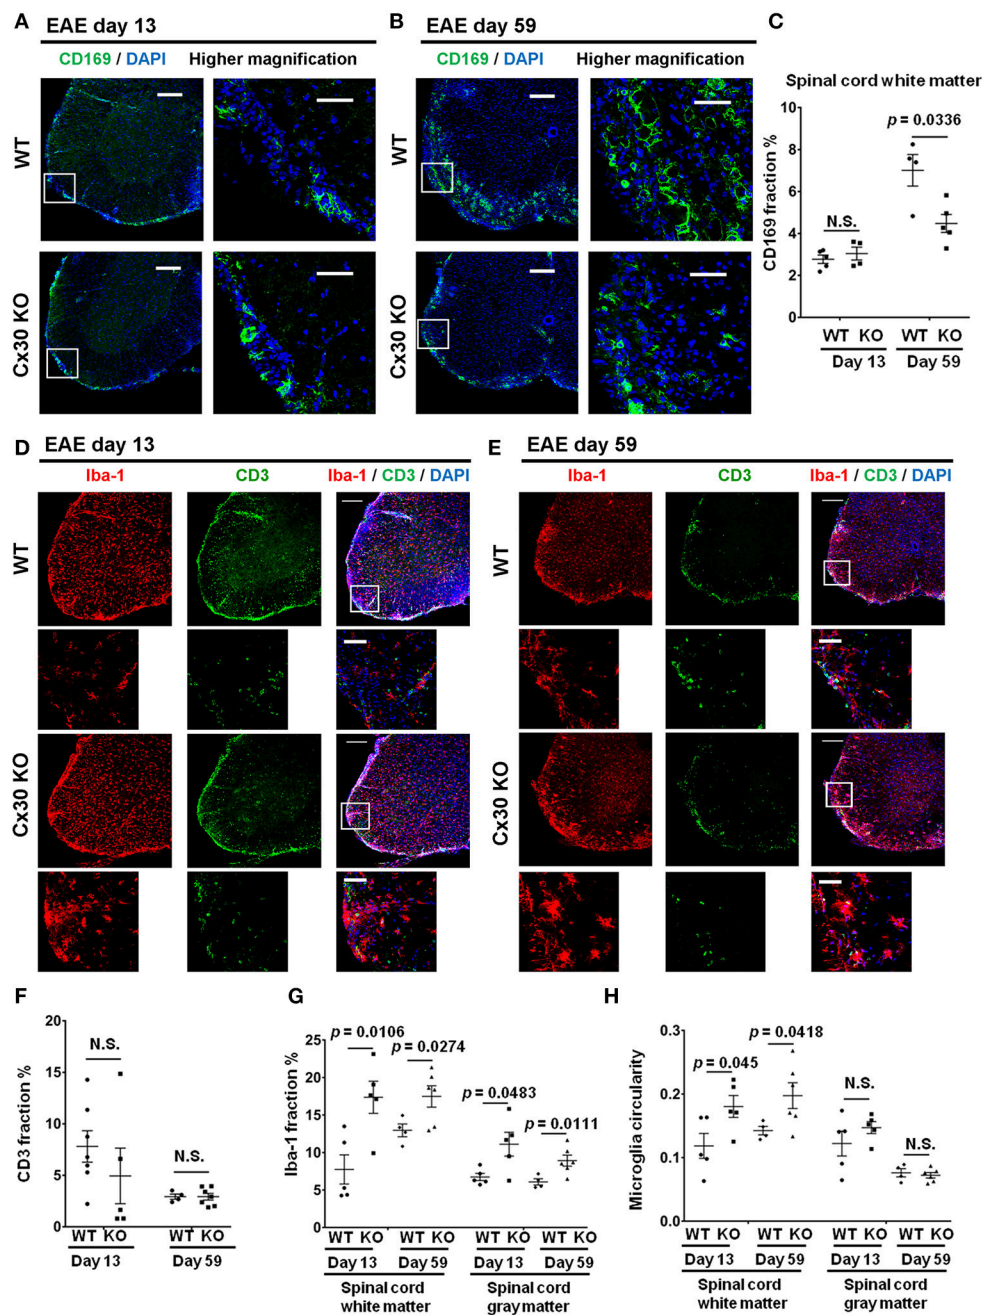 A EAE day 13
CD169 / DAPI Higher magnification
WT
Cx30 KO
B EAE day 59
CD169 / DAPI Higher magnification
WT
Cx30 KO
C
Spinal cord white matter
CD169 fraction %
10
8
6
4
2
0
N.S.
p = 0.0336
WT KO WT KO
Day 13 Day 59
D EAE day 13
Iba-1 CD3 Iba-1 / CD3 / DAPI
WT
Cx30 KO
E EAE day 59
Iba-1 CD3 Iba-1 / CD3 / DAPI
WT
Cx30 KO
F
CD3 fraction %
20
15
10
5
0
N.S.
N.S.
WT KO WT KO
Day 13 Day 59
G
Iba-1 fraction %
25
20
15
10
5
0
p = 0.0106
p = 0.0274
p = 0.0483
p = 0.0111
WT KO WT KO WT KO WT KO
Day 13 Day 59 Day 13 Day 59
Spinal cord Spinal cord
white matter gray matter
H
Microglia circularity
0.3
0.2
0.1
0.0
p = 0.045
p = 0.0418
N.S.
N.S.
WT KO WT KO WT KO WT KO
Day 13 Day 59 Day 13 Day 59
Spinal cord Spinal cord
white matter gray matter